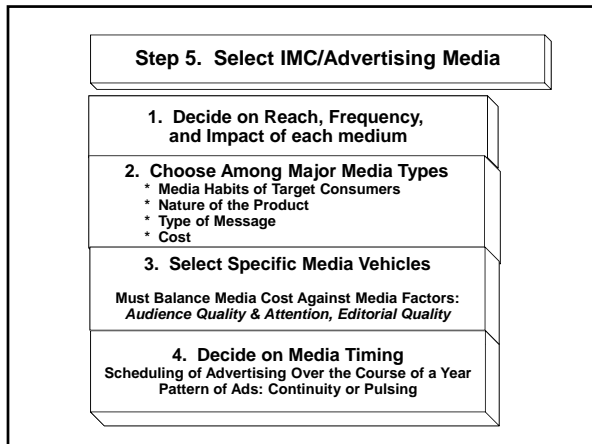 Step 5. Select IMC/Advertising Media
1. Decide on Reach, Frequency,
and Impact of each medium
2. Choose Among Major Media Types
* Media Habits of Target Consumers
* Nature of the Product
* Type of Message
* Cost
3. Select Specific Media Vehicles
Must Balance Media Cost Against Media Factors:
Audience Quality & Attention, Editorial Quality
4. Decide on Media Timing
Scheduling of Advertising Over the Course of a Year
Pattern of Ads: Continuity or Pulsing